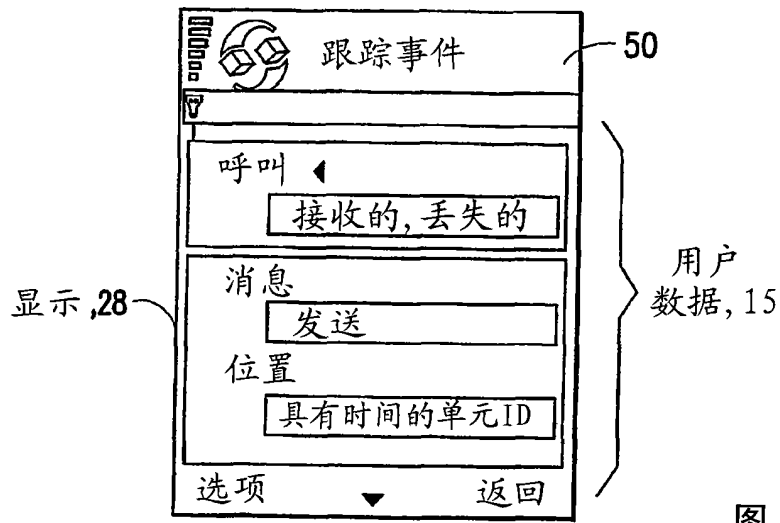 跟踪事件
50
呼叫
接收的,丢失的
消息
发送
位置
具有时间的单元ID
选项
返回
显示,28
用户
数据,15
图